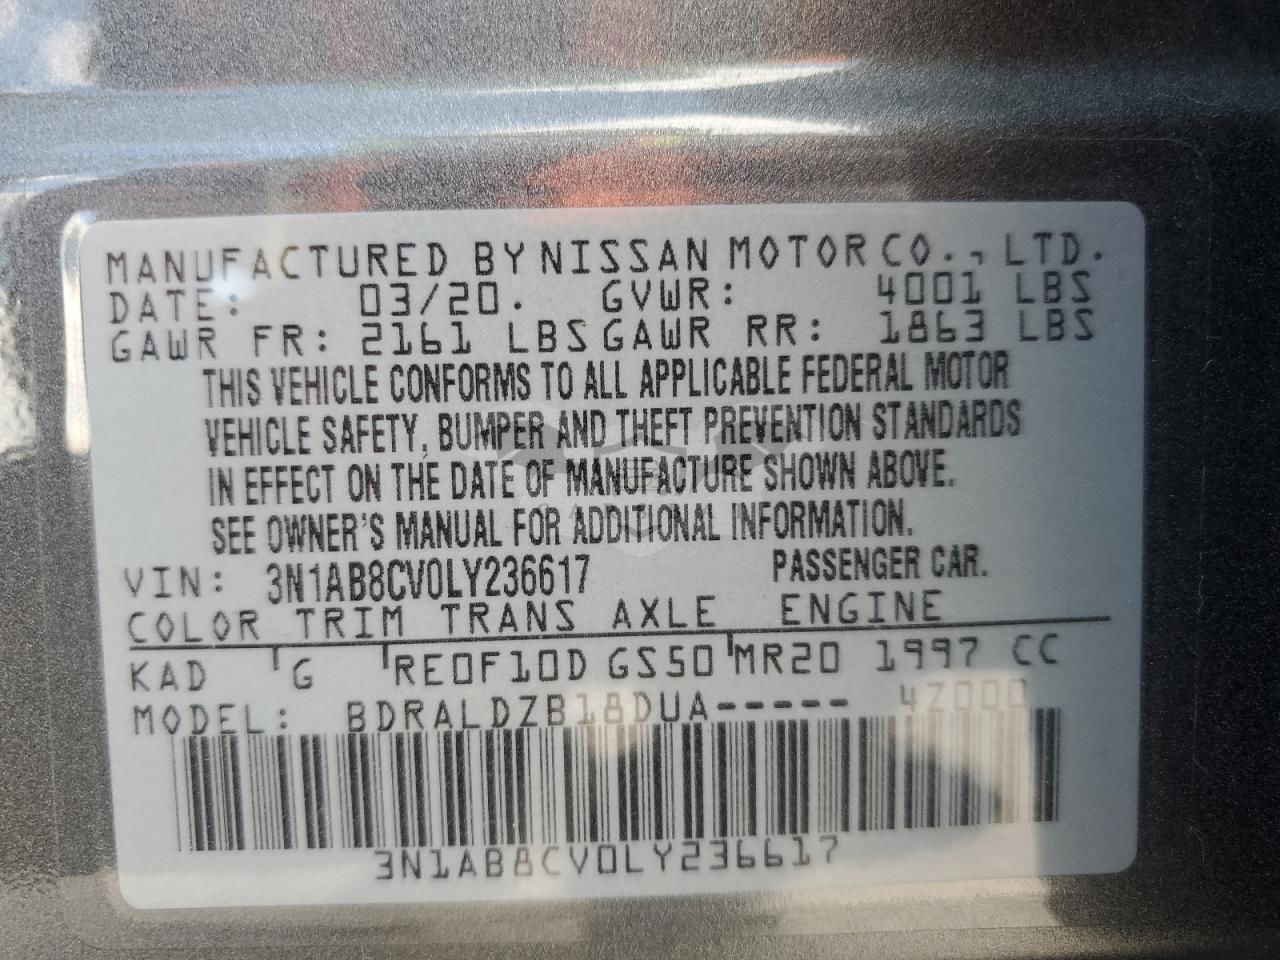 MANUFACTURED BY NISSAN MOTOR CO., LTD.
DATE: 03/20. GVWR: 4001 LBS
GAWR FR: 2161 LBS GAWR RR: 1863 LBS
THIS VEHICLE CONFORMS TO ALL APPLICABLE FEDERAL MOTOR
VEHICLE SAFETY, BUMPER AND THEFT PREVENTION STANDARDS
IN EFFECT ON THE DATE OF MANUFACTURE SHOWN ABOVE.
SEE OWNER'S MANUAL FOR ADDITIONAL INFORMATION.
VIN: 3N1AB8CV0LY236617 PASSENGER CAR.
COLOR TRIM TRANS AXLE ENGINE
KAD G RE0F10D GS50 MR20 1997 CC
MODEL: BDRALDZB18DUA----- 4Z000
3N1AB8CV0LY236617